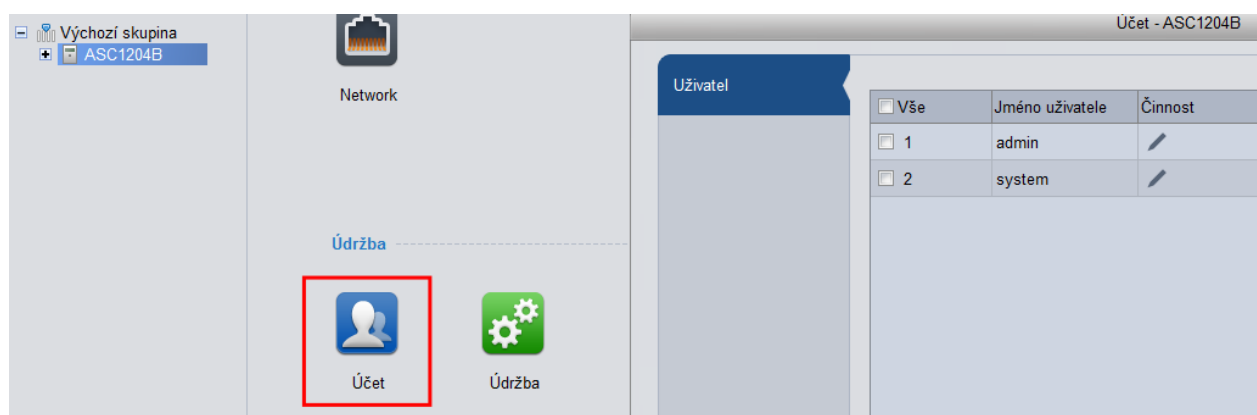 Výchozí skupina
ASC1204B
Network
Údržba
Účet
Údržba
Účet - ASC1204B
Uživatel
Vše Jméno uživatele Činnost
1 admin
2 system